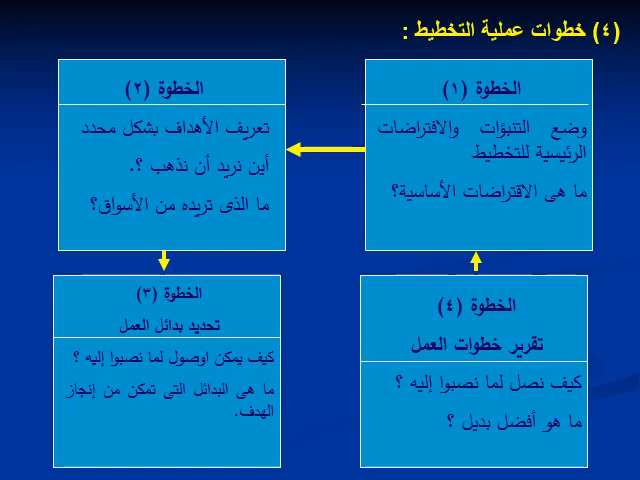 (٤) خطوات عملية التخطيط :
الخطوة (١)
وضع التنبؤات والافتراضات
الرئيسية للتخطيط
ما هى الاقتراضات الأساسية؟
الخطوة (٢)
تعريف الأهداف بشكل محدد
أين نريد أن نذهب ؟.
ما الذى تريده من الأسواق؟
الخطوة (٣)
تحديد بدائل العمل
كيف يمكن اوصول لما نصبوا إليه ؟
ما هى البدائل التى تمكن من إنجاز
الهدف.
الخطوة (٤)
تقرير خطوات العمل
كيف نصل لما نصبوا إليه ؟
ما هو أفضل بديل ؟